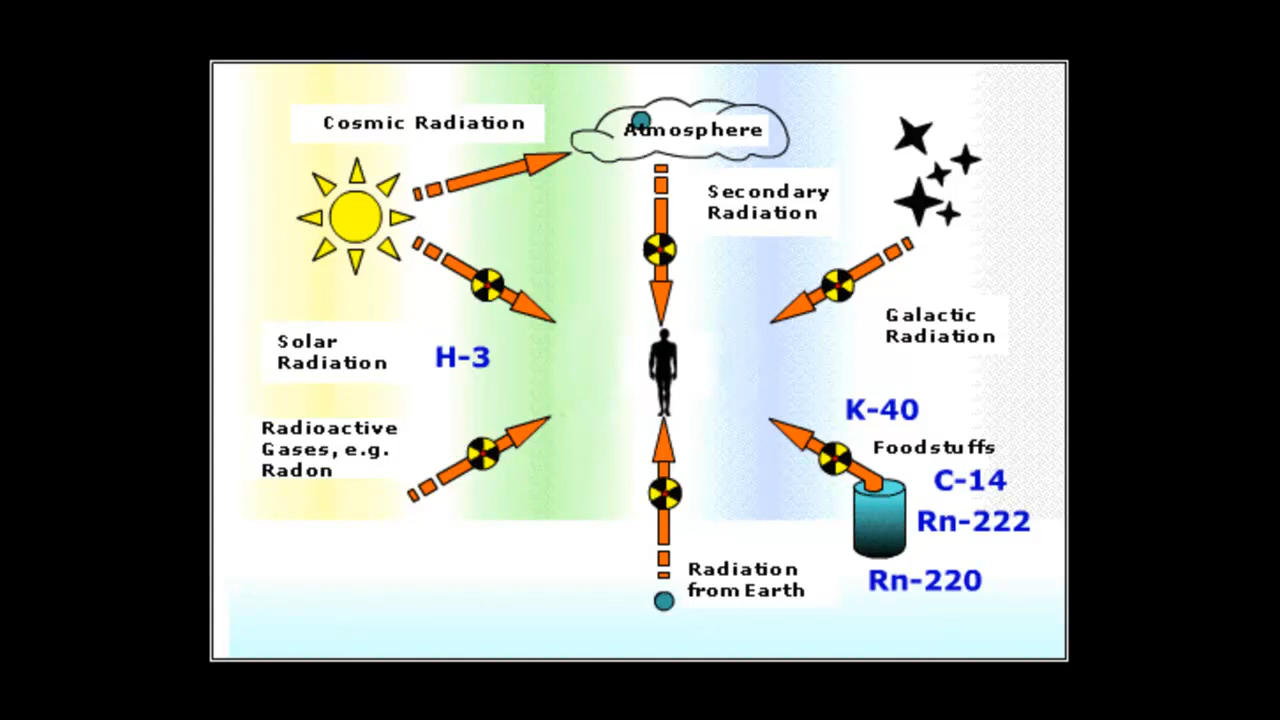 Cosmic Radiation
Atmosphere
Secondary
Radiation
Galactic
Radiation
Solar
Radiation
H-3
K-40
Radioactive
Gases, e.g.
Radon
Foodstuffs
C-14
Rn-222
Rn-220
Radiation
from Earth